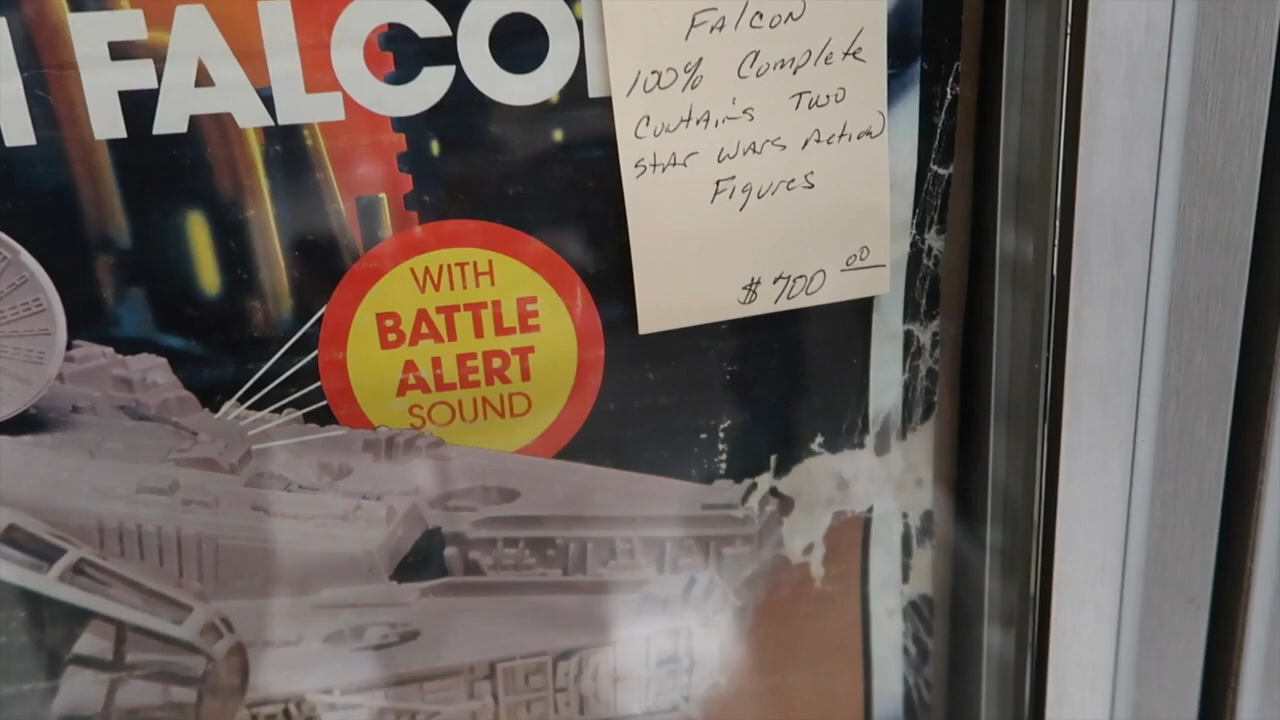 FALCO
FALCON
100% Complete
Contains Two
Star Wars Action
Figures
$700 00
WITH
BATTLE
ALERT
SOUND